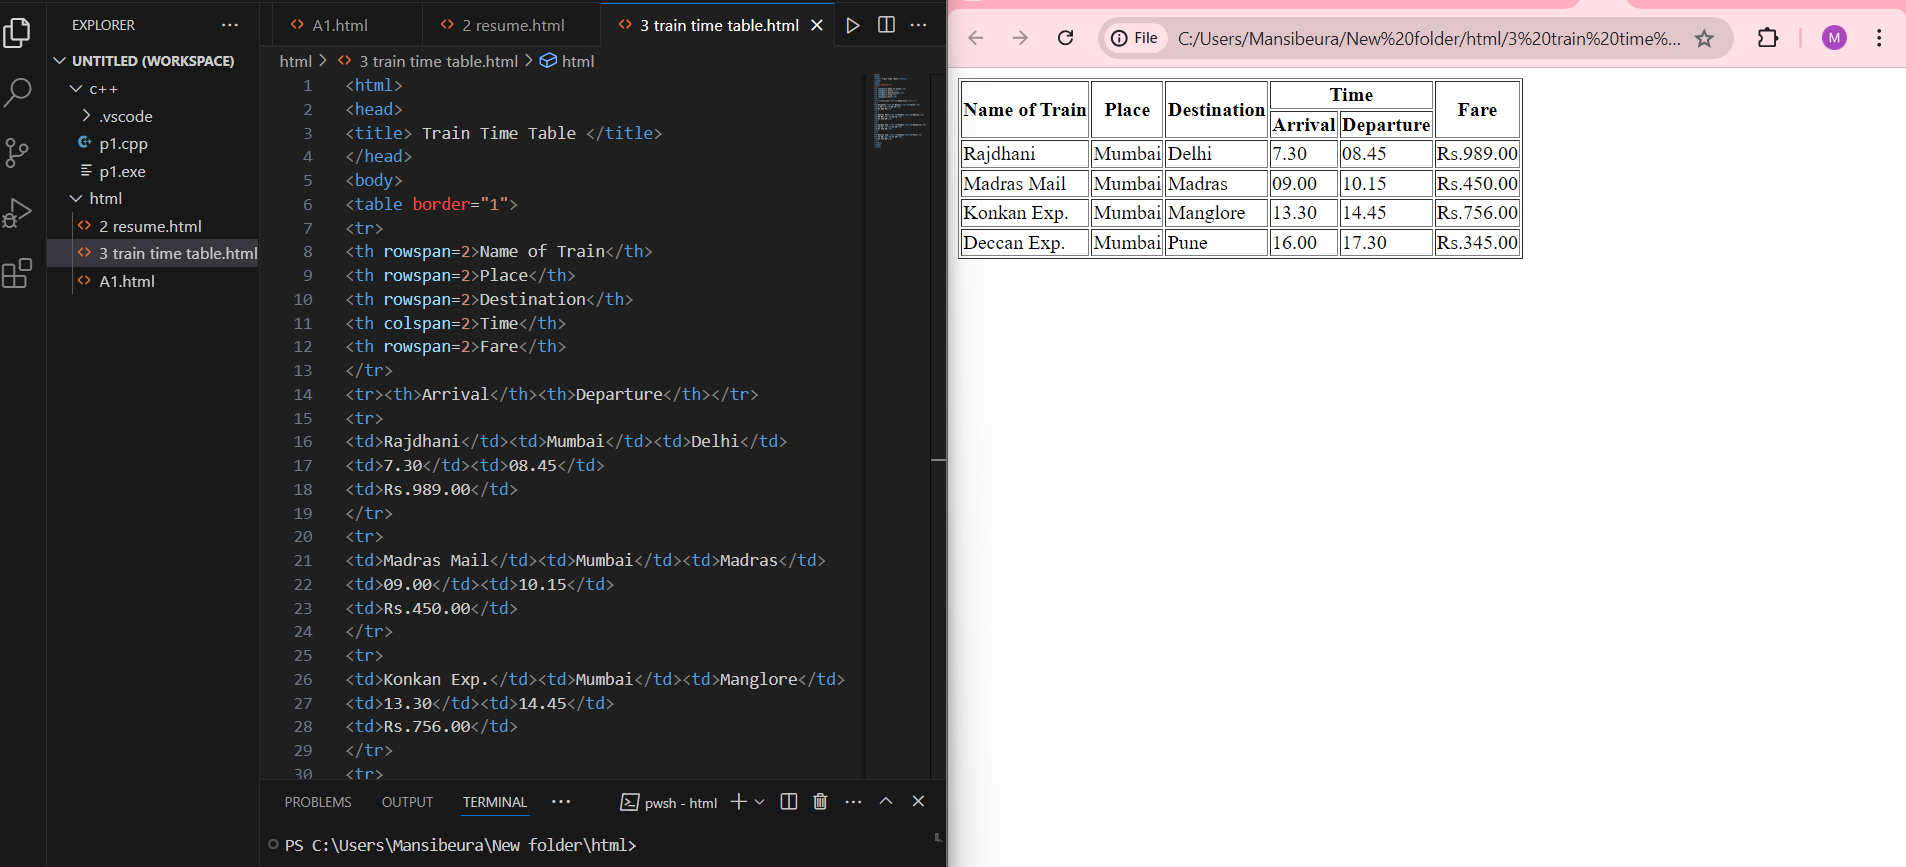 EXPLORER
UNTITLED (WORKSPACE)
c++
.vscode
p1.cpp
p1.exe
html
2 resume.html
3 train time table.html
A1.html
A1.html
2 resume.html
3 train time table.html
html > 3 train time table.html > html
1 <html>
2 <head>
3 <title> Train Time Table </title>
4 </head>
5 <body>
6 <table border="1">
7 <tr>
8 <th rowspan=2>Name of Train</th>
9 <th rowspan=2>Place</th>
10 <th rowspan=2>Destination</th>
11 <th colspan=2>Time</th>
12 <th rowspan=2>Fare</th>
13 </tr>
14 <tr><th>Arrival</th><th>Departure</th></tr>
15 <tr>
16 <td>Rajdhani</td><td>Mumbai</td><td>Delhi</td>
17 <td>7.30</td><td>08.45</td>
18 <td>Rs.989.00</td>
19 </tr>
20 <tr>
21 <td>Madras Mail</td><td>Mumbai</td><td>Madras</td>
22 <td>09.00</td><td>10.15</td>
23 <td>Rs.450.00</td>
24 </tr>
25 <tr>
26 <td>Konkan Exp.</td><td>Mumbai</td><td>Manglore</td>
27 <td>13.30</td><td>14.45</td>
28 <td>Rs.756.00</td>
29 </tr>
30 <tr>
PROBLEMS OUTPUT TERMINAL
pwsh - html
PS C:\Users\Mansibeura\New folder\html>
File C:/Users/Mansibeura/New%20folder/html/3%20train%20time%...
M
Name of Train Place Destination Time Fare
Arrival Departure
Rajdhani Mumbai Delhi 7.30 08.45 Rs.989.00
Madras Mail Mumbai Madras 09.00 10.15 Rs.450.00
Konkan Exp. Mumbai Manglore 13.30 14.45 Rs.756.00
Deccan Exp. Mumbai Pune 16.00 17.30 Rs.345.00